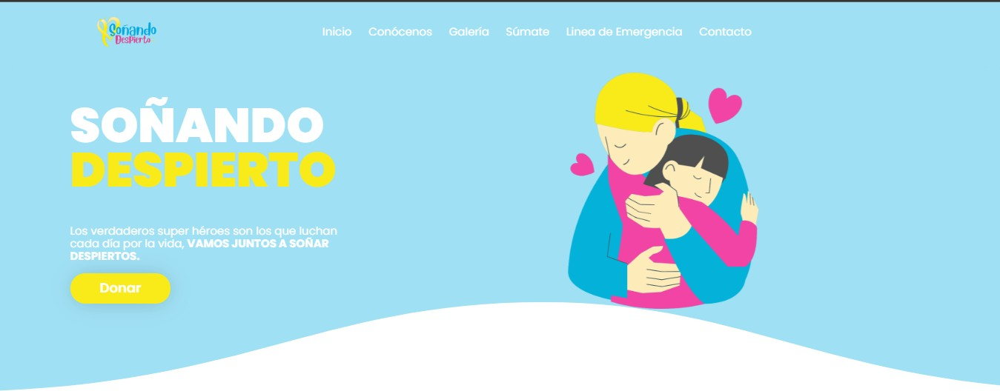 Soñando
Despierto
Inicio Conócenos Galería Súmate Linea de Emergencia Contacto
SOÑANDO
DESPIERTO
Los verdaderos super héroes son los que luchan
cada día por la vida, VAMOS JUNTOS A SOÑAR
DESPIERTOS.
Donar